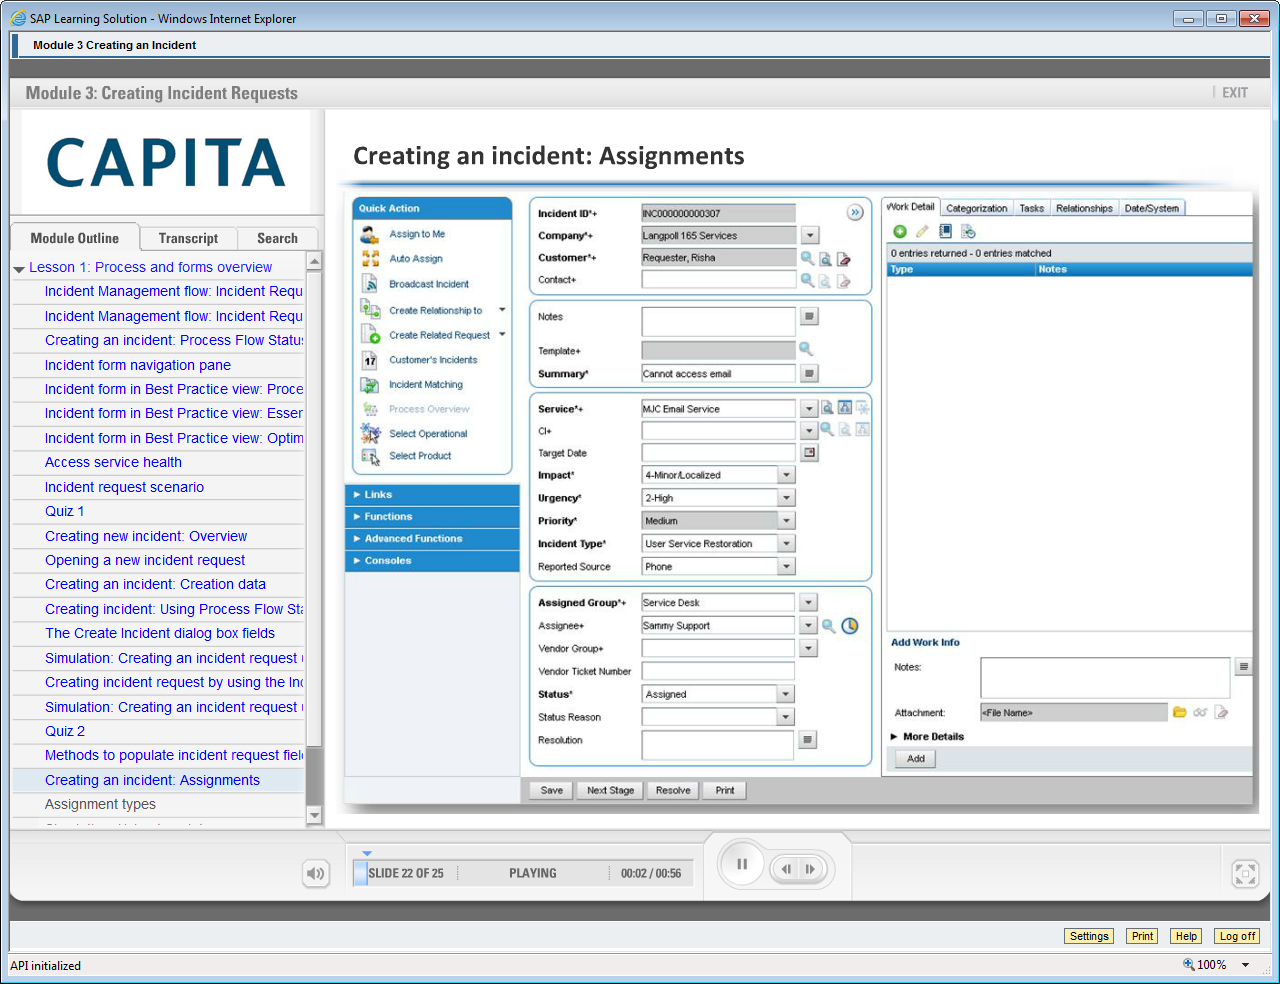 SAP Learning Solution - Windows Internet Explorer
Module 3 Creating an Incident
Module 3: Creating Incident Requests
EXIT
CAPITA
Module Outline
Transcript
Search
Lesson 1: Process and forms overview
Incident Management flow: Incident Requ
Incident Management flow: Incident Requ
Creating an incident: Process Flow Status
Incident form navigation pane
Incident form in Best Practice view: Proce
Incident form in Best Practice view: Esser
Incident form in Best Practice view: Optim
Access service health
Incident request scenario
Quiz 1
Creating new incident: Overview
Opening a new incident request
Creating an incident: Creation data
Creating incident: Using Process Flow Sta
The Create Incident dialog box fields
Simulation: Creating an incident request u
Creating incident request by using the Inc
Simulation: Creating an incident request u
Quiz 2
Methods to populate incident request field
Creating an incident: Assignments
Assignment types
Creating an incident: Assignments
Quick Action
Assign to Me
Auto Assign
Broadcast Incident
Create Relationship to
Create Related Request
17 Customer's Incidents
Incident Matching
Process Overview
Select Operational
Select Product
Links
Functions
Advanced Functions
Consoles
Incident ID*+ INC000000000307
Company*+ Langpoll 165 Services
Customer*+ Requester, Risha
Contact+
Notes
Template+
Summary* Cannot access email
Service*+ MJC Email Service
CI+
Target Date
Impact* 4-Minor/Localized
Urgency* 2-High
Priority* Medium
Incident Type* User Service Restoration
Reported Source Phone
Assigned Group*+ Service Desk
Assignee+ Sammy Support
Vendor Group+
Vendor Ticket Number
Status* Assigned
Status Reason
Resolution
Save Next Stage Resolve Print
Work Detail Categorization Tasks Relationships Date/System
0 entries returned - 0 entries matched
Type Notes
Add Work Info
Notes:
Attachment: <File Name>
More Details
Add
SLIDE 22 OF 25 PLAYING 00:02 / 00:56
Settings Print Help Log off
API initialized
100%